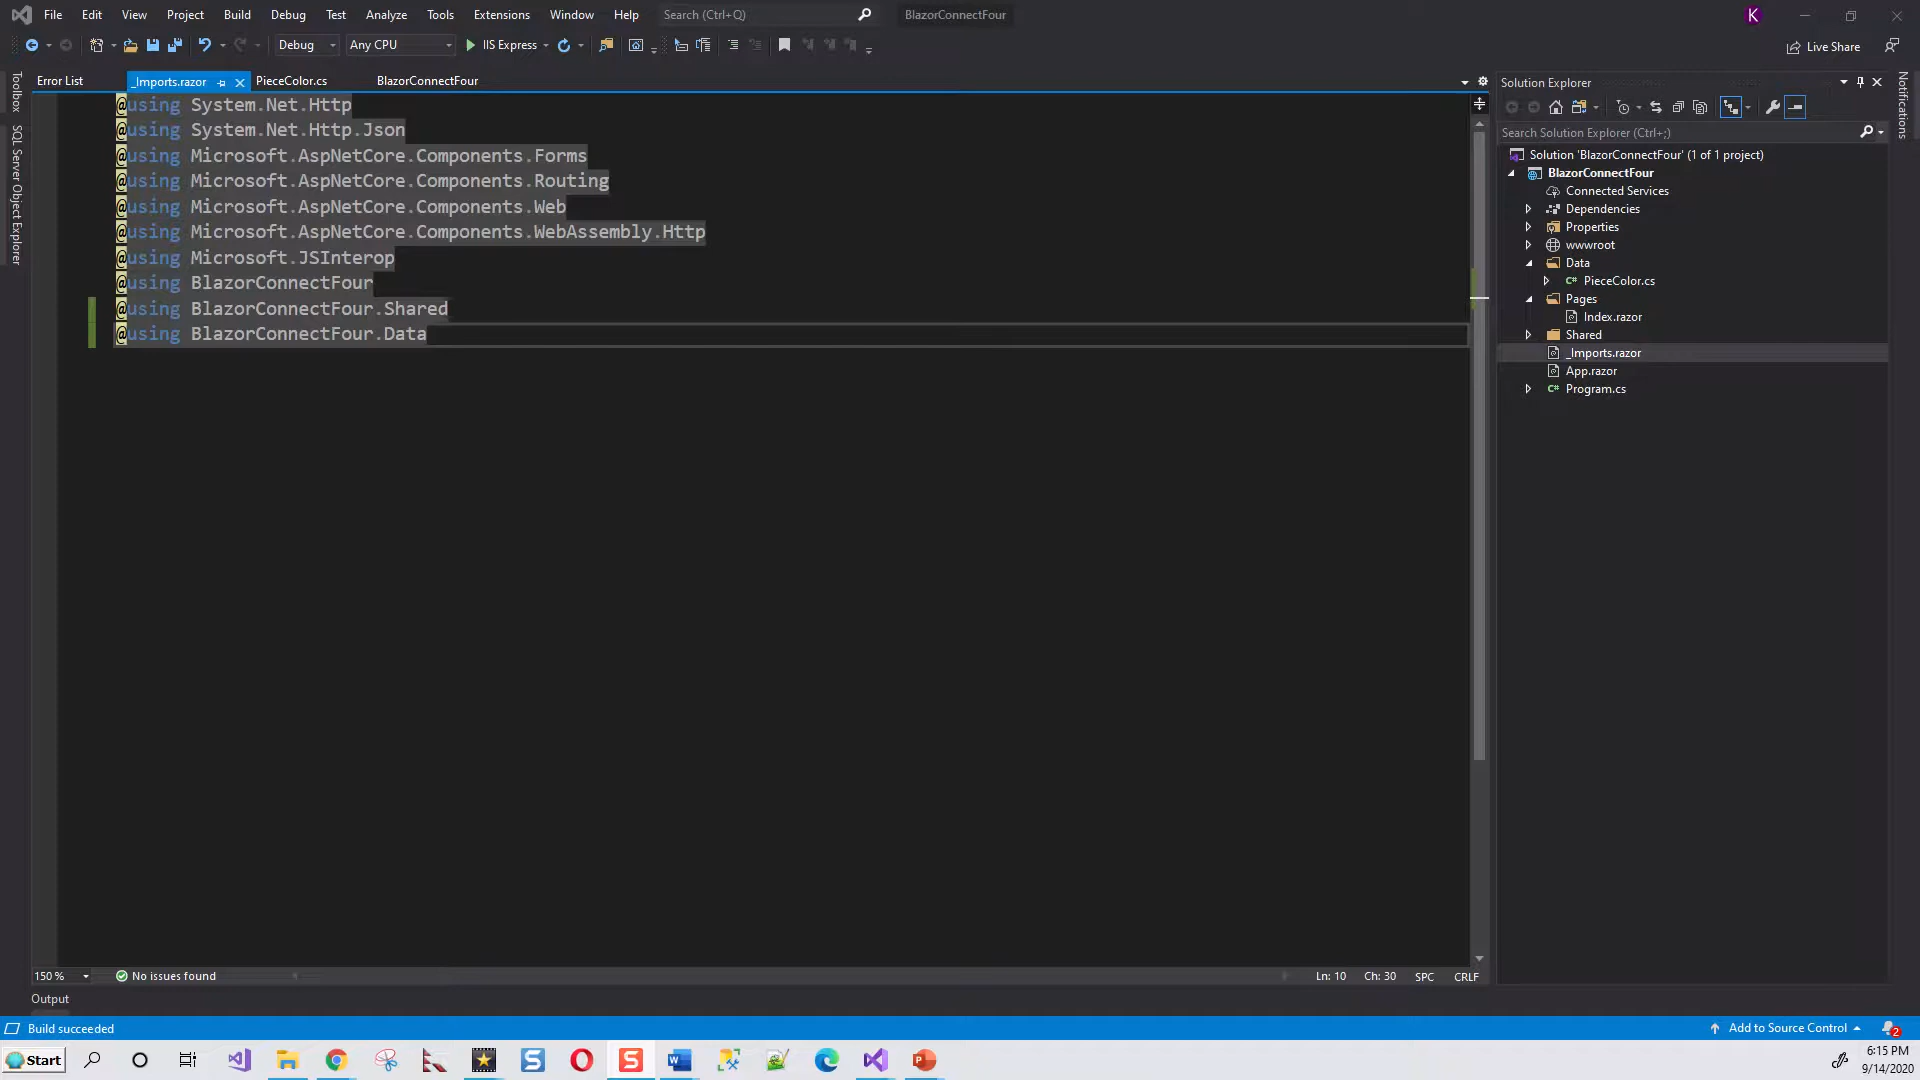 File Edit View Project Build Debug Test Analyze Tools Extensions Window Help Search (Ctrl+Q) BlazorConnectFour K
Debug Any CPU IIS Express Live Share
Toolbox
SQL Server Object Explorer
Error List _Imports.razor PieceColor.cs BlazorConnectFour
@using System.Net.Http
@using System.Net.Http.Json
@using Microsoft.AspNetCore.Components.Forms
@using Microsoft.AspNetCore.Components.Routing
@using Microsoft.AspNetCore.Components.Web
@using Microsoft.AspNetCore.Components.WebAssembly.Http
@using Microsoft.JSInterop
@using BlazorConnectFour
@using BlazorConnectFour.Shared
@using BlazorConnectFour.Data
150 % No issues found Ln: 10 Ch: 30 SPC CRLF
Solution Explorer
Search Solution Explorer (Ctrl+;)
Solution 'BlazorConnectFour' (1 of 1 project)
BlazorConnectFour
Connected Services
Dependencies
Properties
wwwroot
Data
C# PieceColor.cs
Pages
Index.razor
Shared
_Imports.razor
App.razor
C# Program.cs
Notifications
Output
Build succeeded Add to Source Control 2
Start S S 6:15 PM
9/14/2020